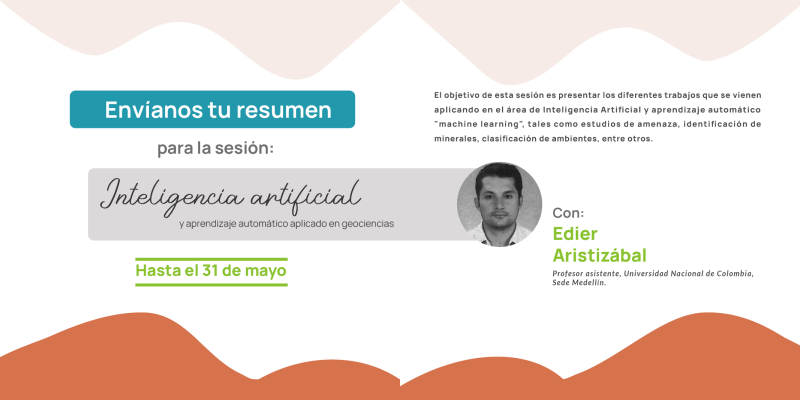 Envíanos tu resumen
para la sesión:
Inteligencia artificial
y aprendizaje automático aplicado en geociencias
Hasta el 31 de mayo
El objetivo de esta sesión es presentar los diferentes trabajos que se vienen
aplicando en el área de Inteligencia Artificial y aprendizaje automático
"machine learning", tales como estudios de amenaza, identificación de
minerales, clasificación de ambientes, entre otros.
Con:
Edier
Aristizábal
Profesor asistente, Universidad Nacional de Colombia,
Sede Medellín.